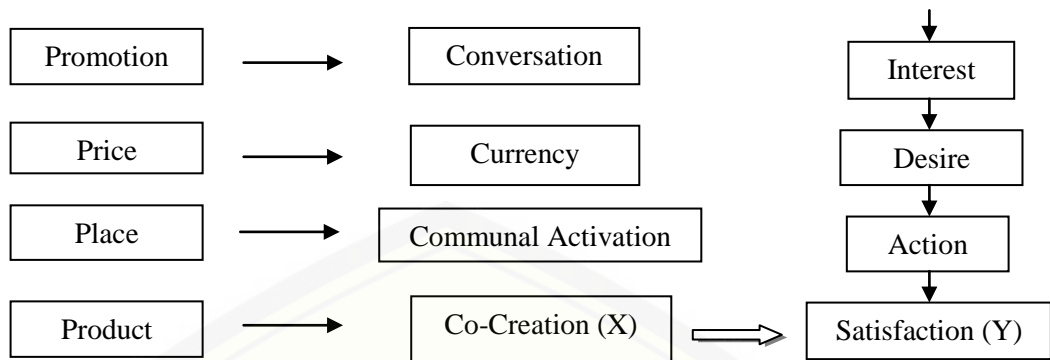 Promotion
Conversation
Interest
Price
Currency
Desire
Place
Communal Activation
Action
Product
Co-Creation (X)
Satisfaction (Y)